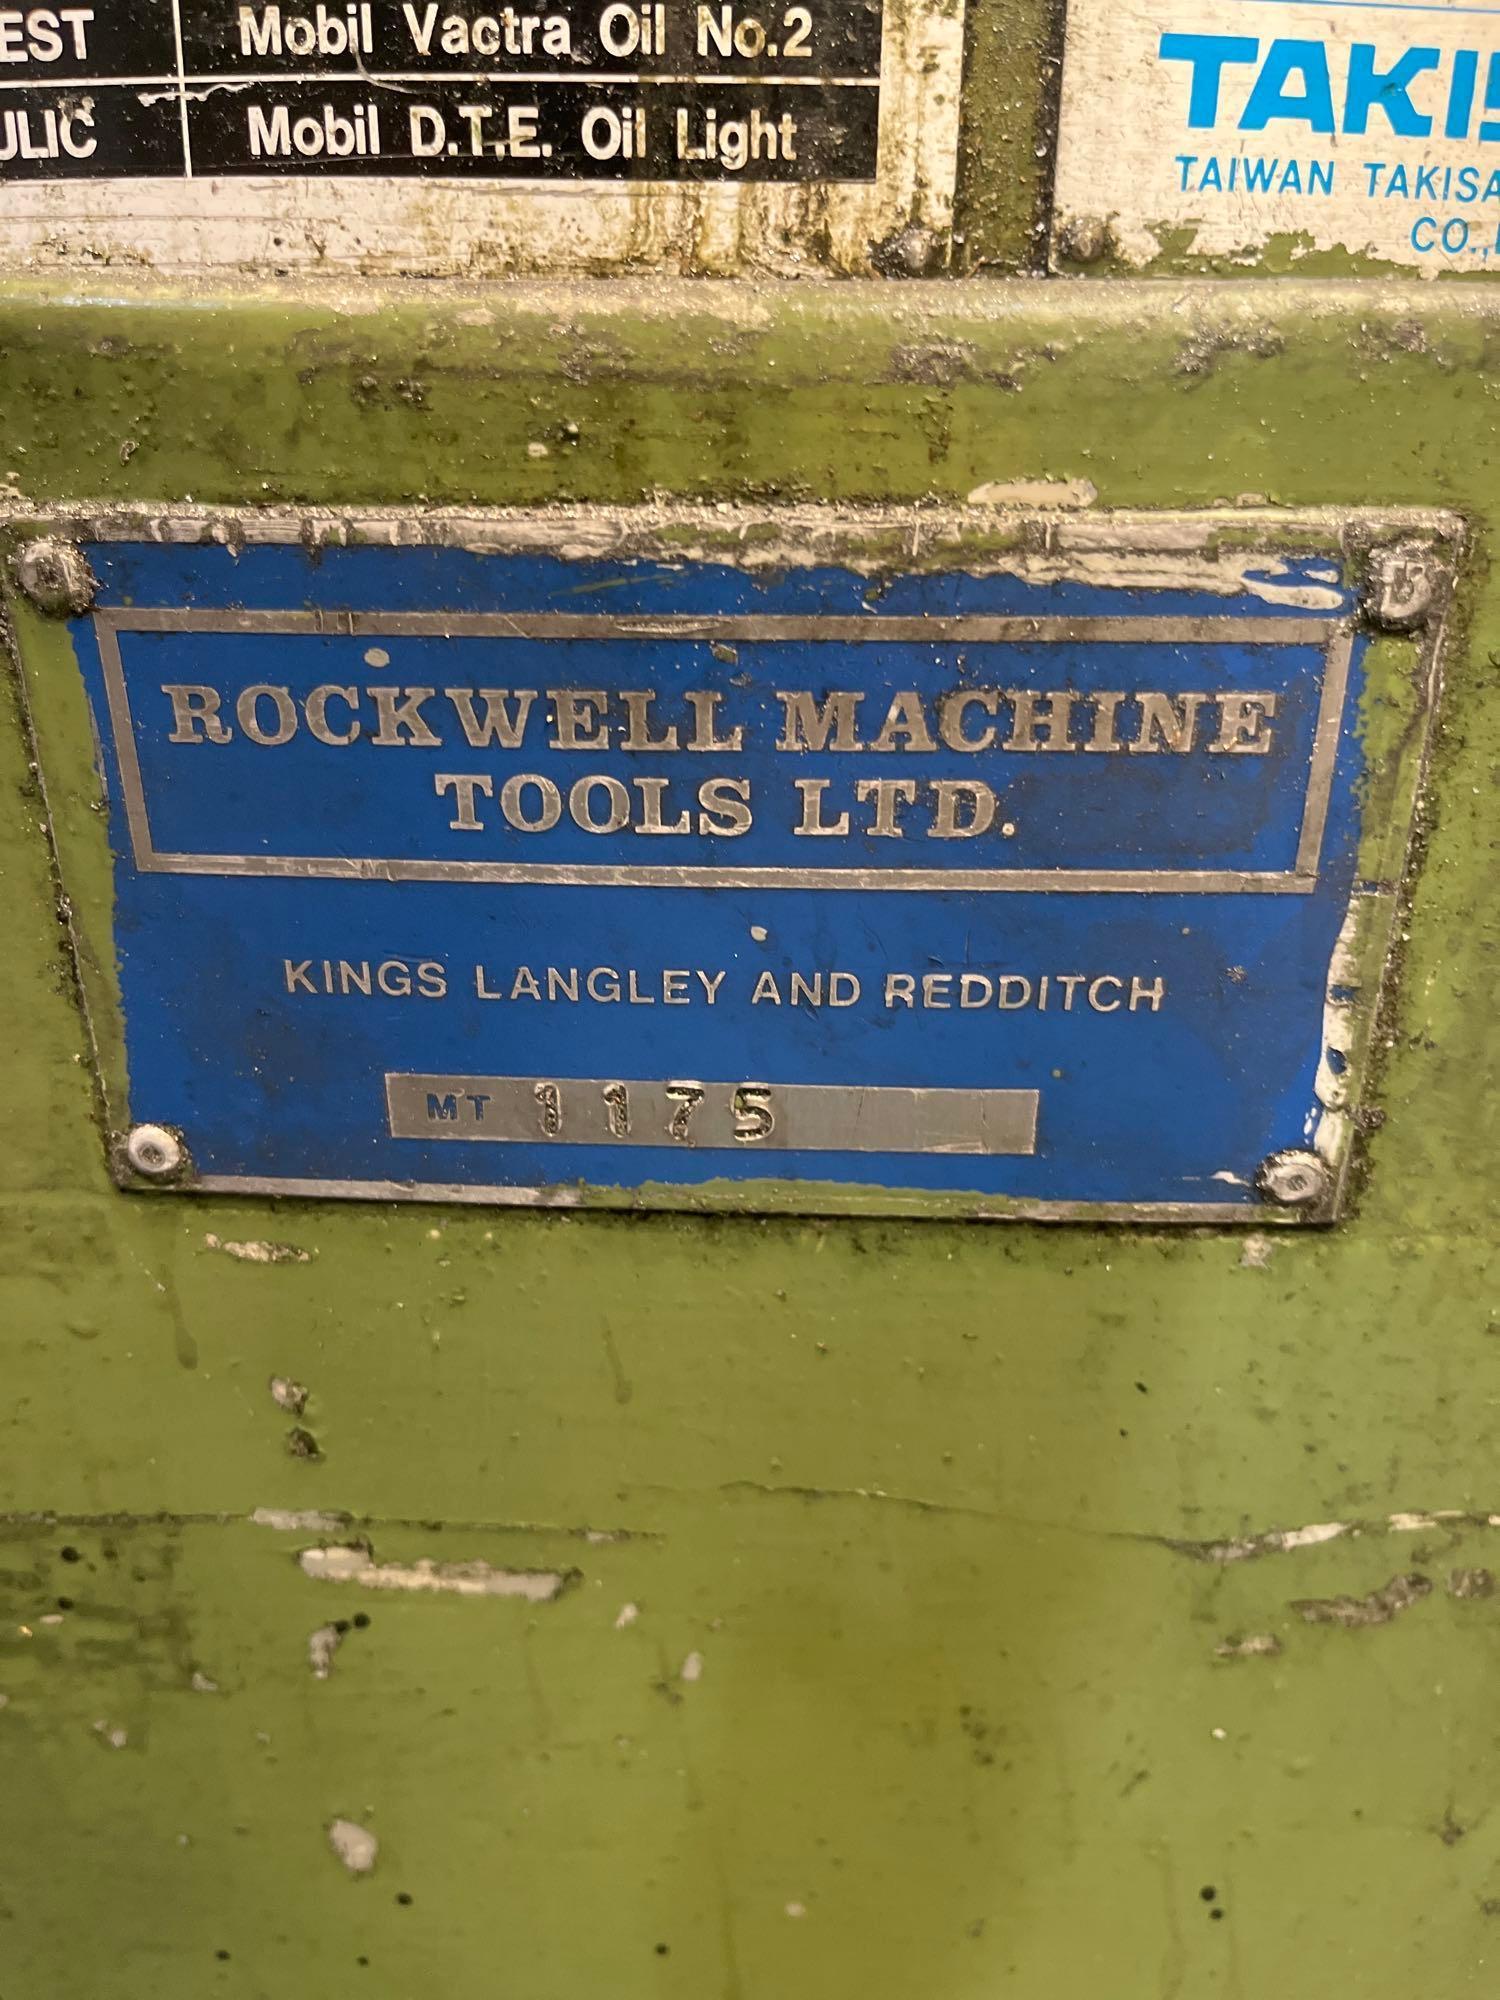 EST Mobil Vactra Oil No.2
ULIC Mobil D.T.E. Oil Light
TAKIS
TAIWAN TAKISA
CO.,
ROCKWELL MACHINE
TOOLS LTD.
KINGS LANGLEY AND REDDITCH
MT 1175